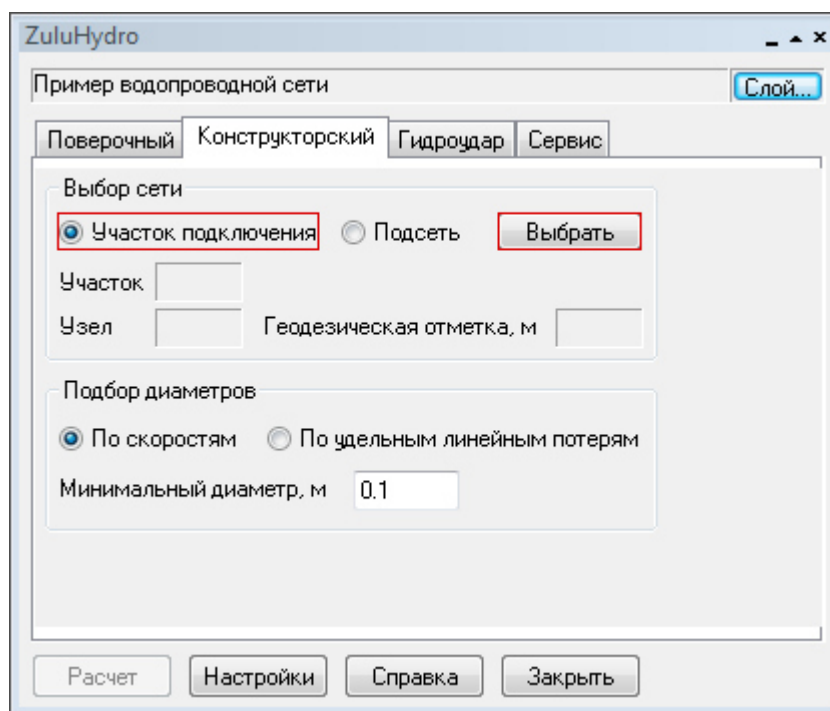 ZuluHydro
Пример водопроводной сети Слой...
Поверочный Конструкторский Гидроудар Сервис
Выбор сети
Участок подключения Подсеть Выбрать
Участок
Узел Геодезическая отметка, м
Подбор диаметров
По скоростям По удельным линейным потерям
Минимальный диаметр, м 0.1
Расчет Настройки Справка Закрыть